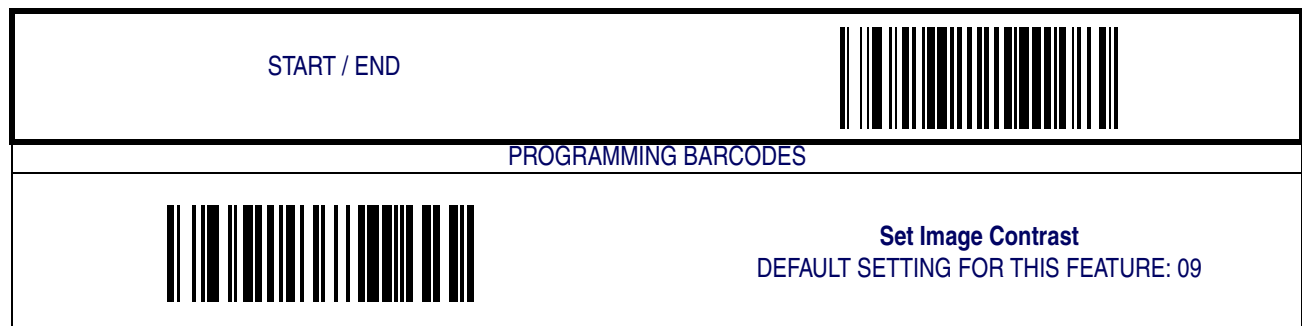 START / END
PROGRAMMING BARCODES
Set Image Contrast
DEFAULT SETTING FOR THIS FEATURE: 09